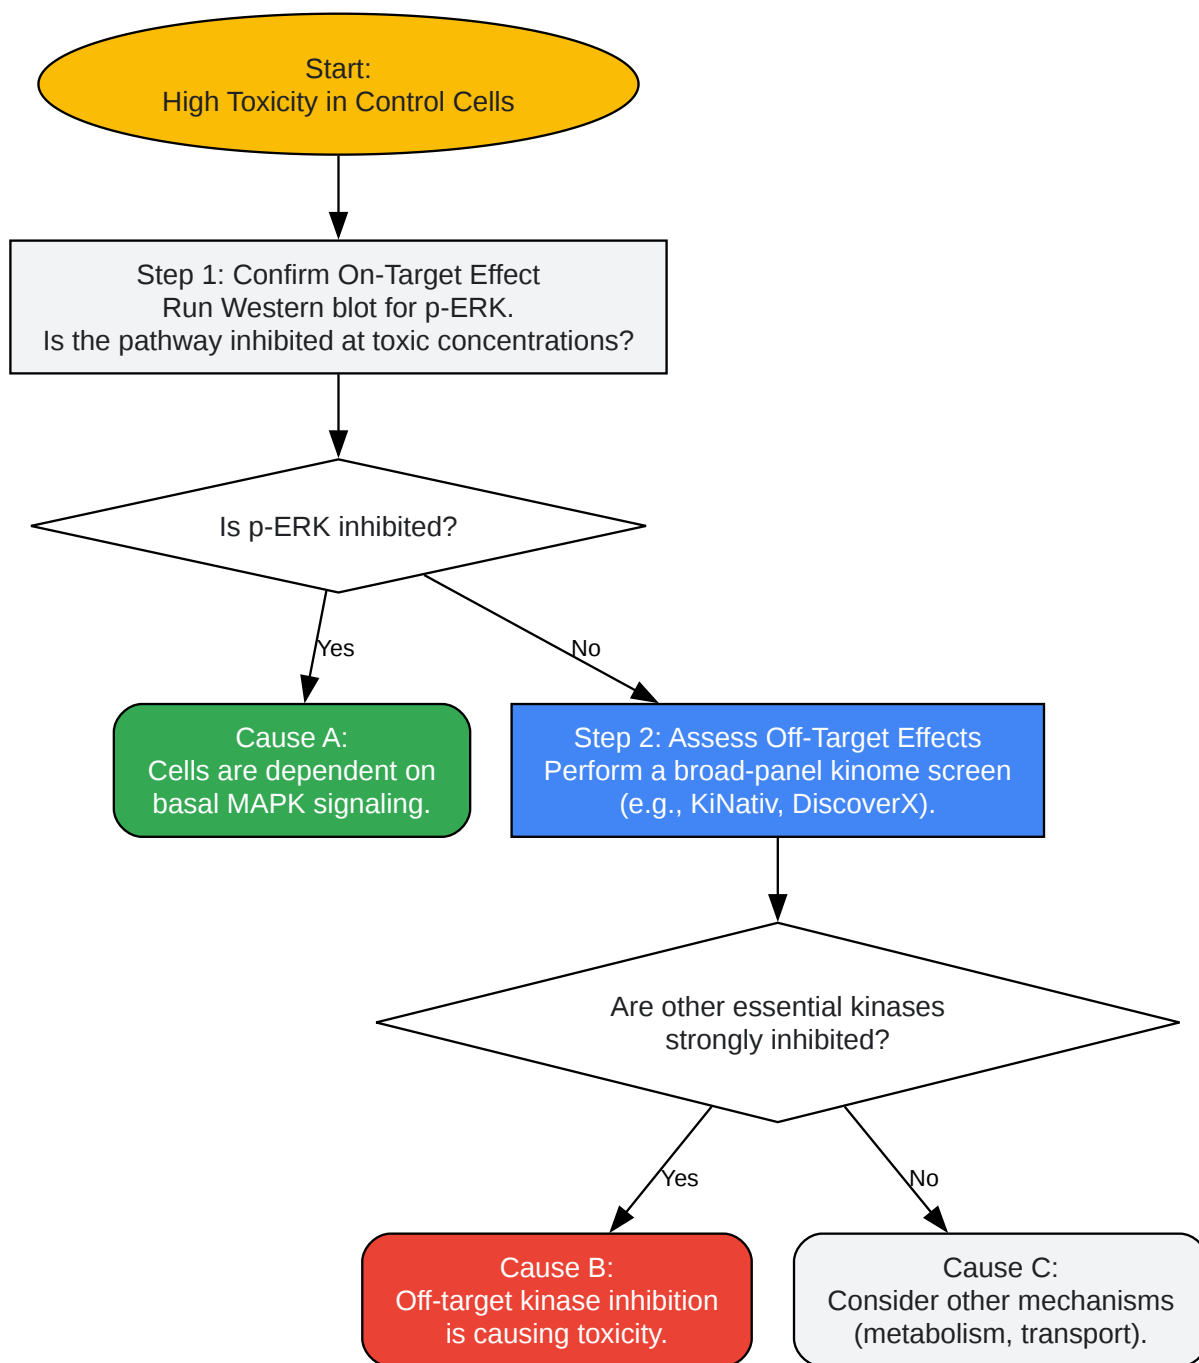 Start:
High Toxicity in Control Cells
Step 1: Confirm On-Target Effect
Run Western blot for p-ERK.
Is the pathway inhibited at toxic concentrations?
Is p-ERK inhibited?
Yes
No
Cause A:
Cells are dependent on
basal MAPK signaling.
Step 2: Assess Off-Target Effects
Perform a broad-panel kinome screen
(e.g., KiNativ, DiscoverX).
Are other essential kinases
strongly inhibited?
Yes
No
Cause B:
Off-target kinase inhibition
is causing toxicity.
Cause C:
Consider other mechanisms
(metabolism, transport).